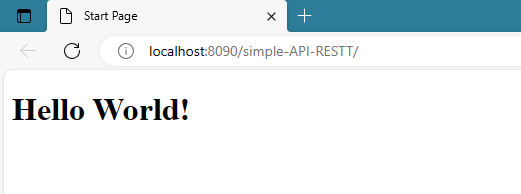 Start Page
localhost:8090/simple-API-RESTT/
Hello World!